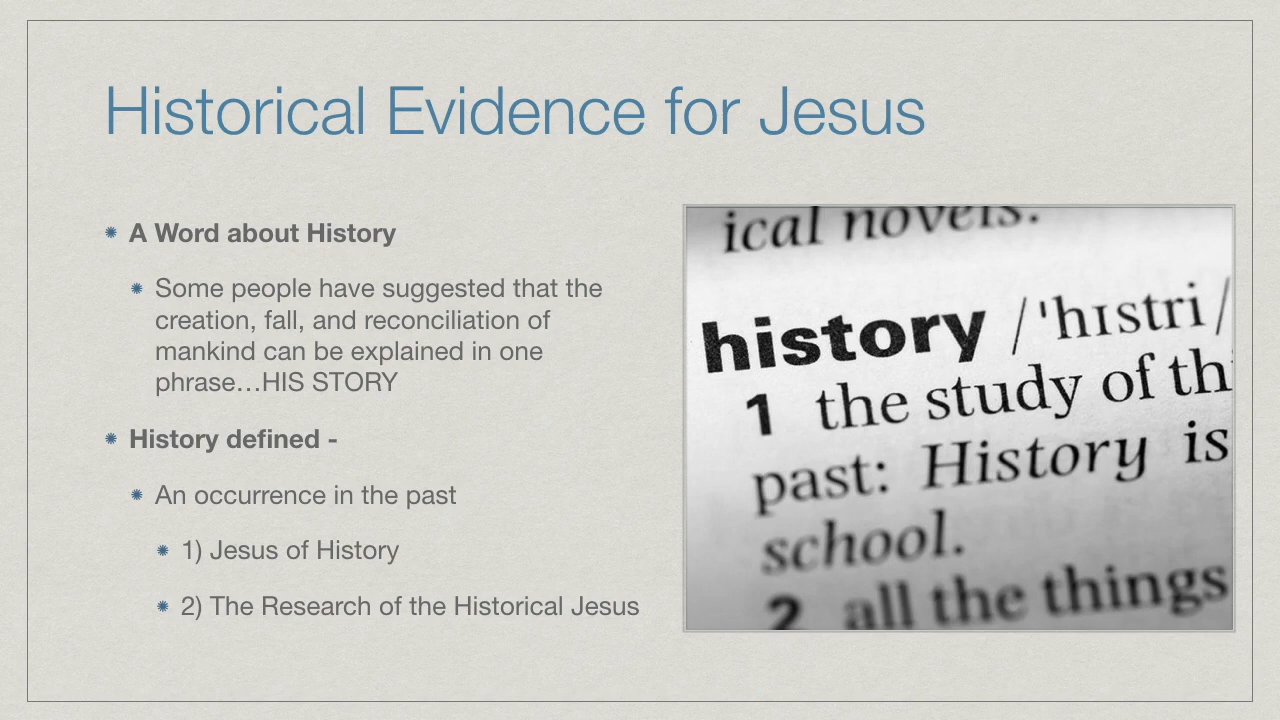 Historical Evidence for Jesus
A Word about History
Some people have suggested that the
creation, fall, and reconciliation of
mankind can be explained in one
phrase…HIS STORY
History defined -
An occurrence in the past
1) Jesus of History
2) The Research of the Historical Jesus
ical novels.
history /ˈhɪstri/
1 the study of th
past: History is
school.
2 all the things